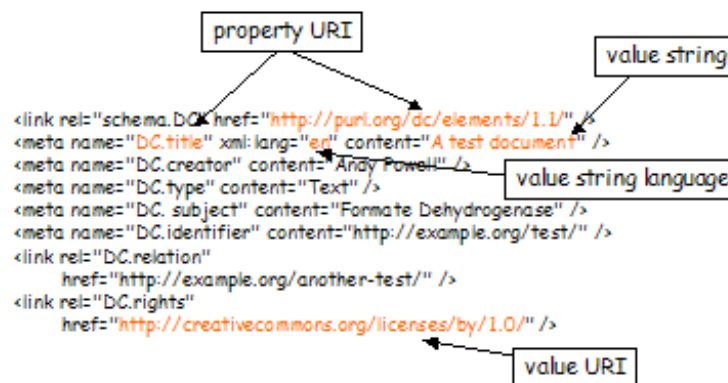 property URI
value string
<link rel="schema.DC" href="http://purl.org/dc/elements/1.1/" />
<meta name="DC.title" xml:lang="en" content="A test document" />
<meta name="DC.creator" content="Andy Powell" />
value string language
<meta name="DC.type" content="Text" />
<meta name="DC. subject" content="Formate Dehydrogenase" />
<meta name="DC.identifier" content="http://example.org/test/" />
<link rel="DC.relation"
href="http://example.org/another-test/" />
<link rel="DC.rights"
href="http://creativecommons.org/licenses/by/1.0/" />
value URI